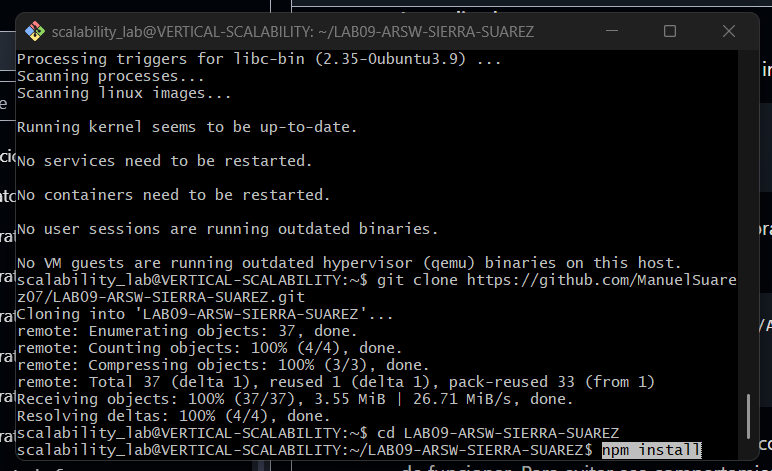 scalability_lab@VERTICAL-SCALABILITY: ~/LAB09-ARSW-SIERRA-SUAREZ
Processing triggers for libc-bin (2.35-0ubuntu3.9) ...
Scanning processes...
Scanning linux images...
Running kernel seems to be up-to-date.
No services need to be restarted.
No containers need to be restarted.
No user sessions are running outdated binaries.
No VM guests are running outdated hypervisor (qemu) binaries on this host.
scalability_lab@VERTICAL-SCALABILITY:~$ git clone https://github.com/ManuelSuare
z07/LAB09-ARSW-SIERRA-SUAREZ.git
Cloning into 'LAB09-ARSW-SIERRA-SUAREZ'...
remote: Enumerating objects: 37, done.
remote: Counting objects: 100% (4/4), done.
remote: Compressing objects: 100% (3/3), done.
remote: Total 37 (delta 1), reused 1 (delta 1), pack-reused 33 (from 1)
Receiving objects: 100% (37/37), 3.55 MiB | 26.71 MiB/s, done.
Resolving deltas: 100% (4/4), done.
scalability_lab@VERTICAL-SCALABILITY:~$ cd LAB09-ARSW-SIERRA-SUAREZ
scalability_lab@VERTICAL-SCALABILITY:~/LAB09-ARSW-SIERRA-SUAREZ$ npm install